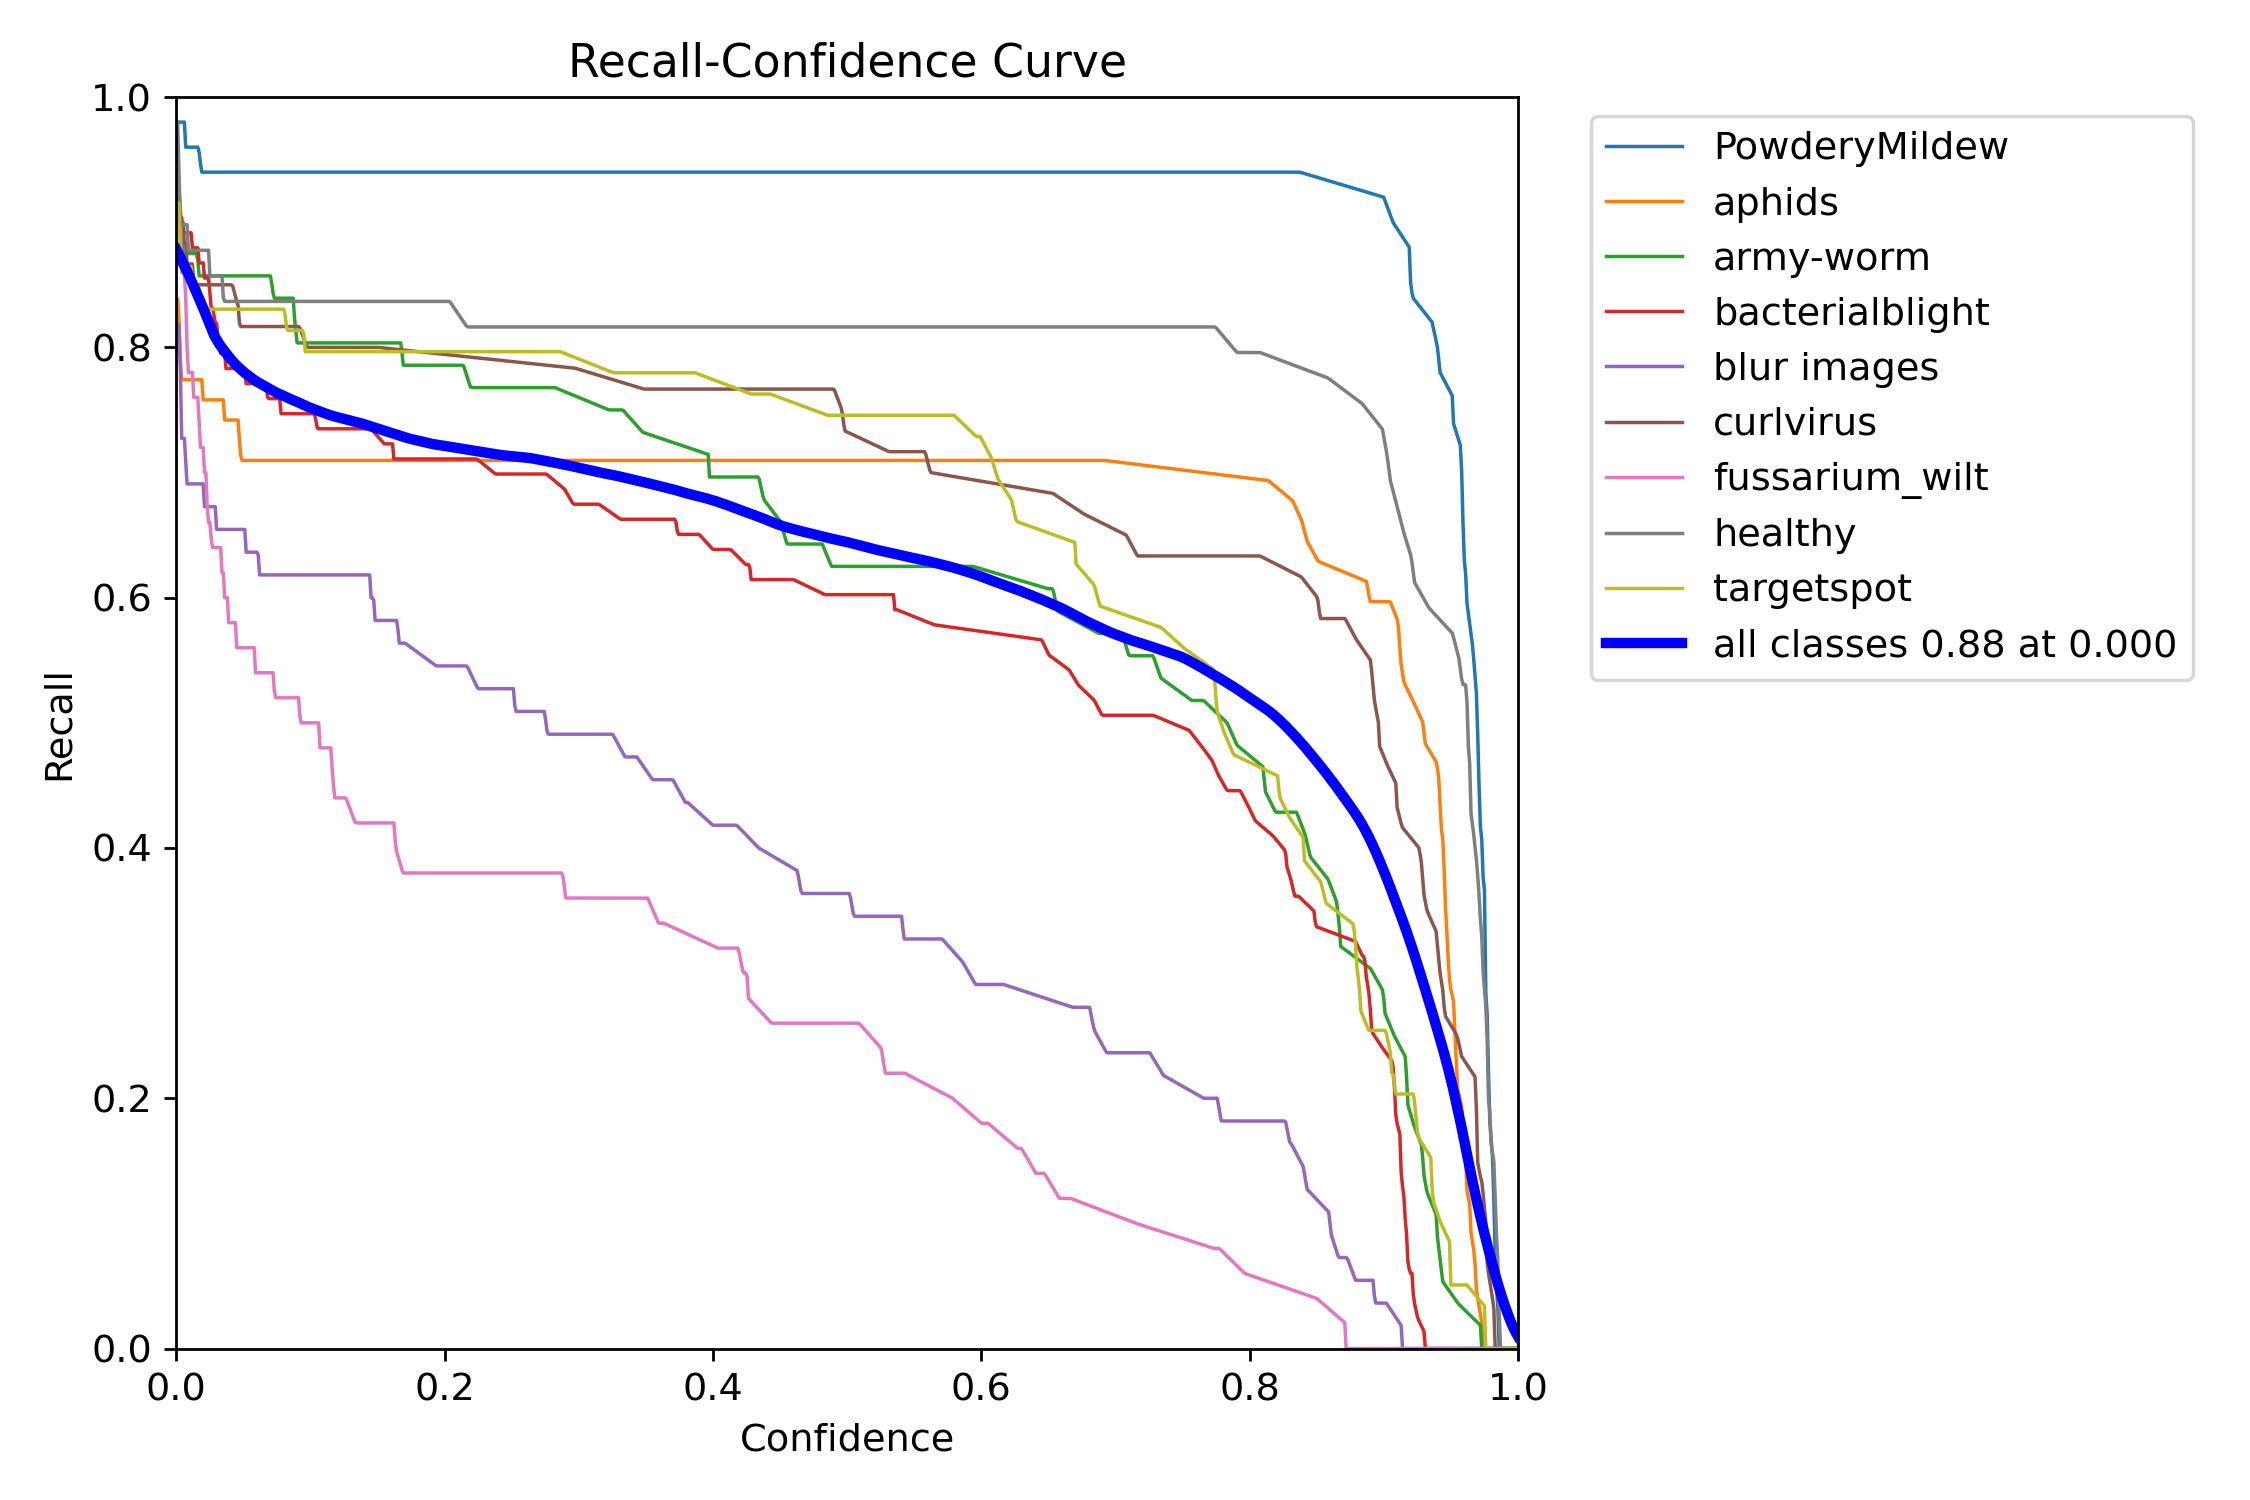 Recall-Confidence Curve
1.0
0.8
0.6
0.4
0.2
0.0
Recall
0.0 0.2 0.4 0.6 0.8 1.0
Confidence
PowderyMildew
aphids
army-worm
bacterialblight
blur images
curlvirus
fussarium_wilt
healthy
targetspot
all classes 0.88 at 0.000